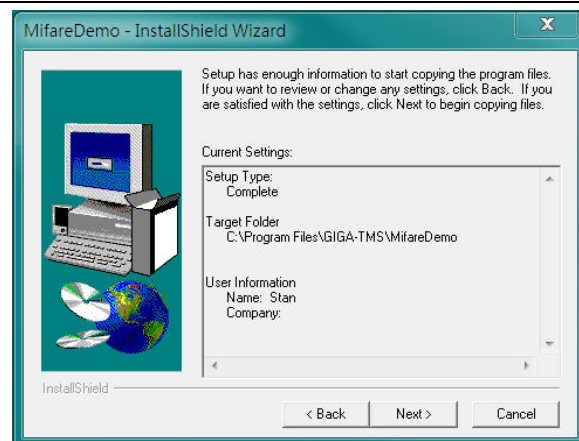 MifareDemo - InstallShield Wizard
Setup has enough information to start copying the program files.
If you want to review or change any settings, click Back. If you
are satisfied with the settings, click Next to begin copying files.
Current Settings:
Setup Type:
Complete
Target Folder
C:\Program Files\GIGA-TMS\MifareDemo
User Information
Name: Stan
Company:
InstallShield
< Back
Next >
Cancel